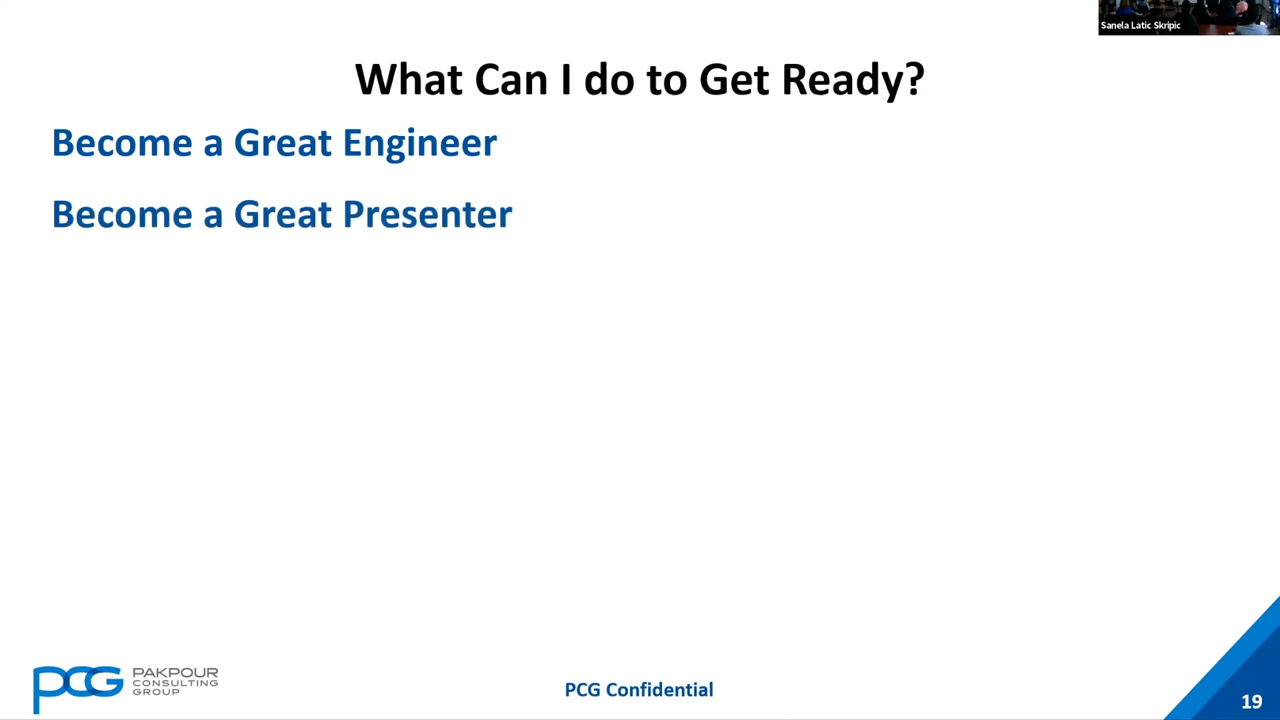 Sanela Latic Skripic
What Can I do to Get Ready?
Become a Great Engineer
Become a Great Presenter
PCG PAKPOUR
CONSULTING
GROUP
PCG Confidential
19